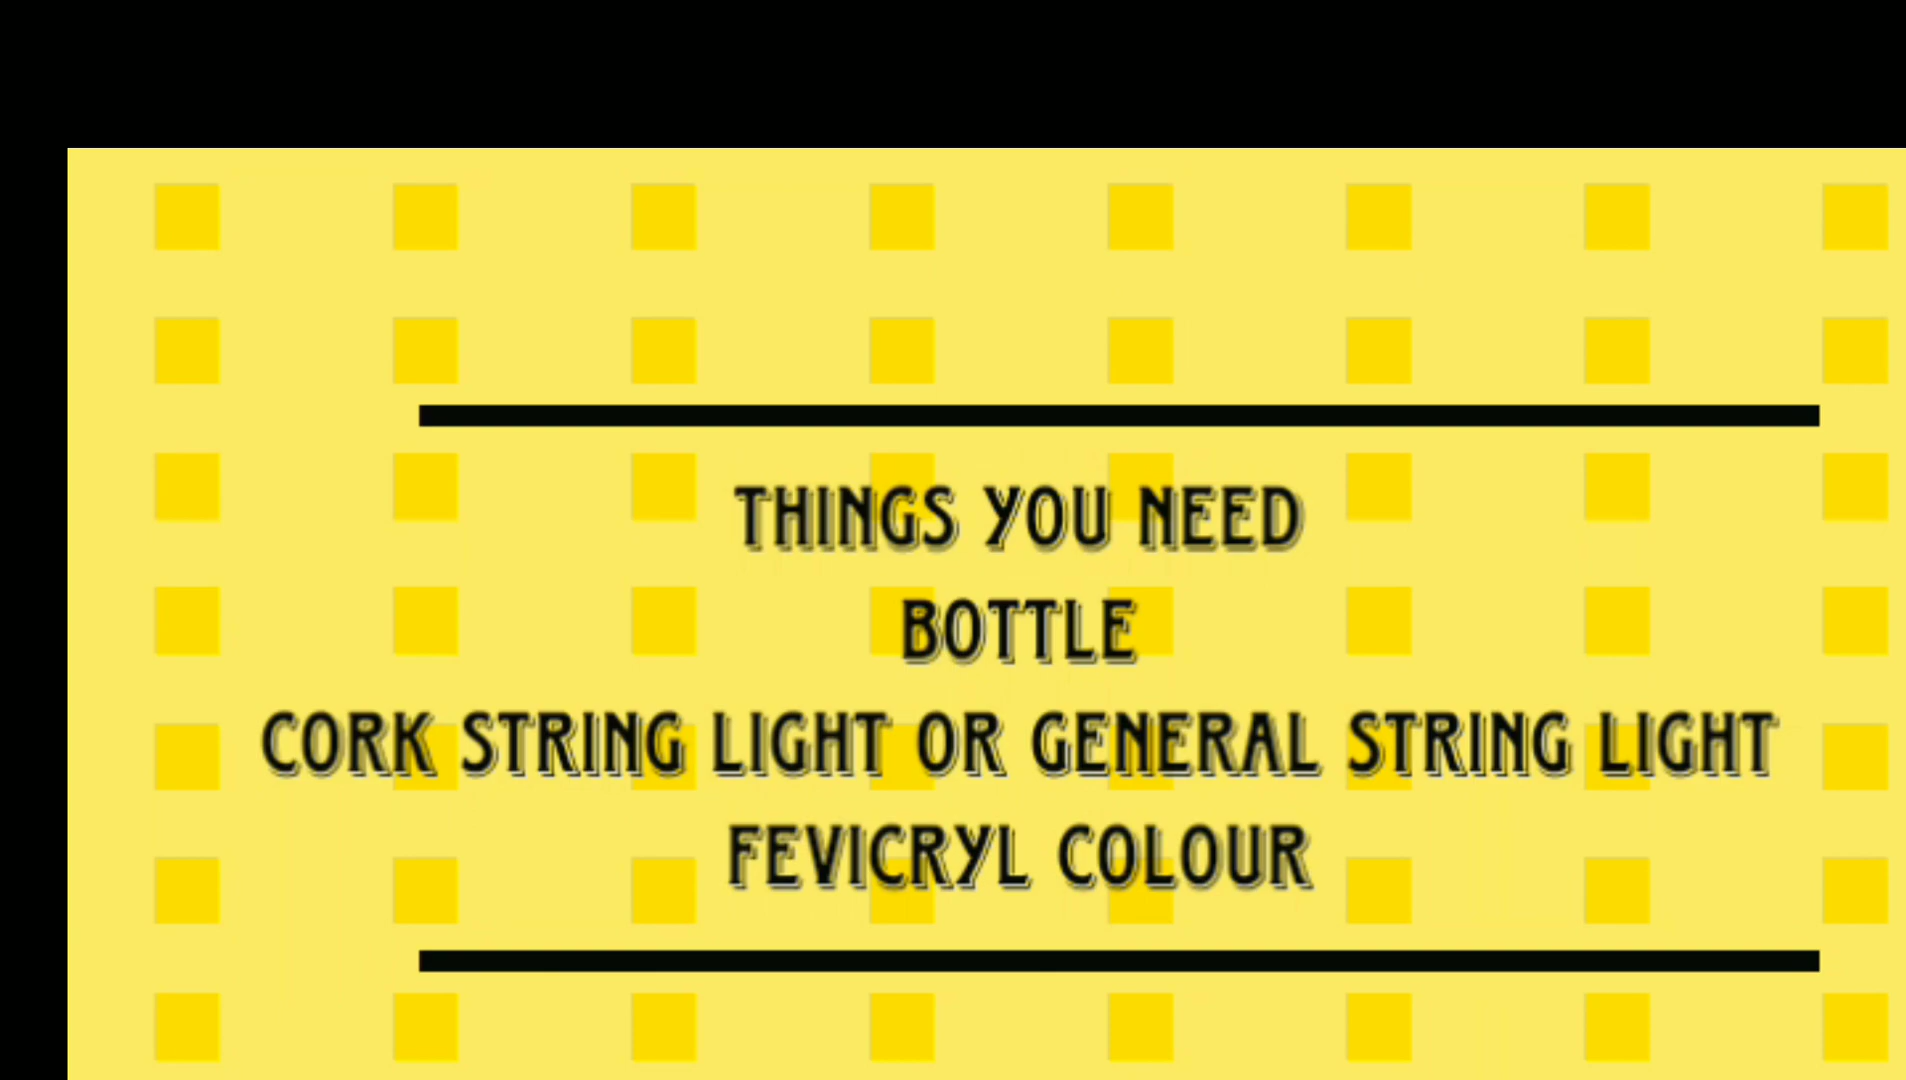 THINGS YOU NEED
BOTTLE
CORK STRING LIGHT OR GENERAL STRING LIGHT
FEVICRYL COLOUR